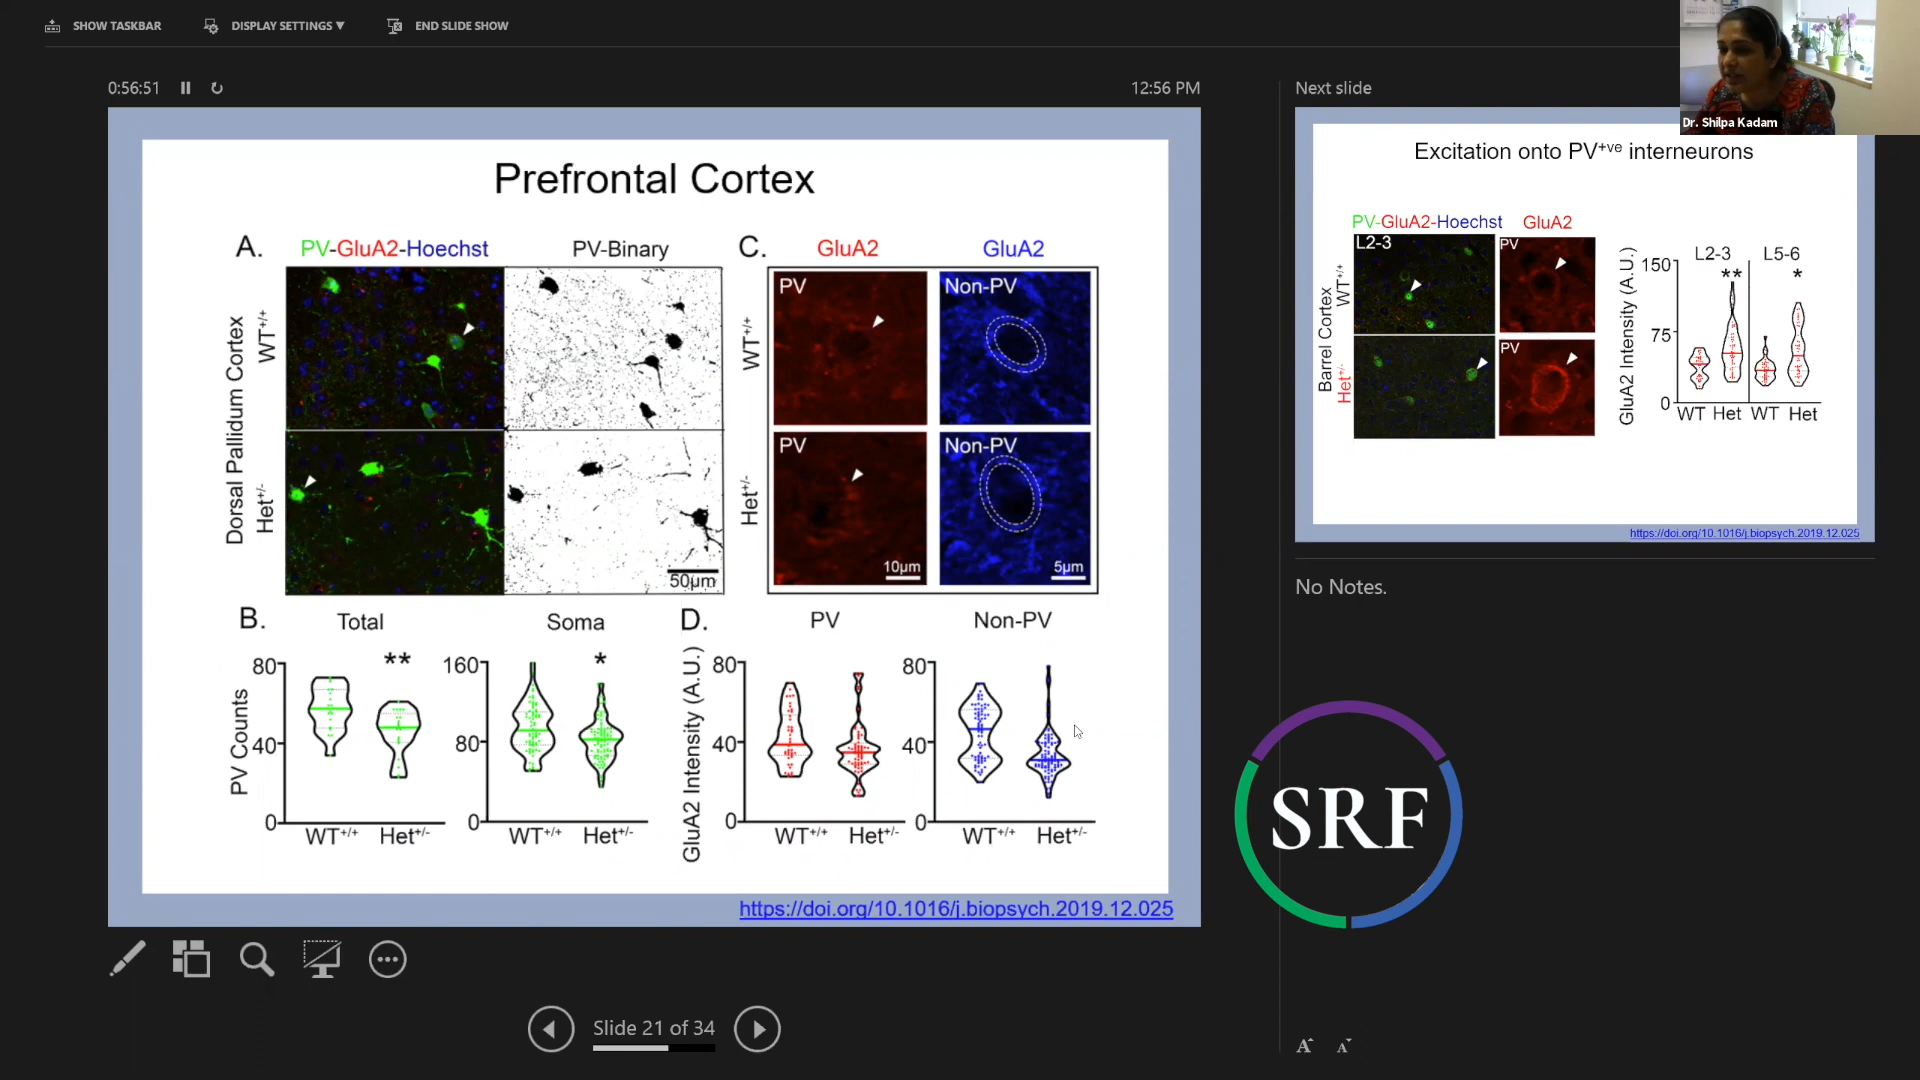 SHOW TASKBAR
DISPLAY SETTINGS ▼
END SLIDE SHOW
0:56:51
12:56 PM
Next slide
Dr. Shilpa Kadam
Prefrontal Cortex
A.
PV-GluA2-Hoechst
PV-Binary
C.
GluA2
GluA2
Dorsal Pallidum Cortex
WT+/+
Het+/-
50µm
WT+/+
Het+/-
PV
Non-PV
PV
Non-PV
10µm
5µm
B.
Total
Soma
D.
PV
Non-PV
PV Counts
80
40
0
**
WT+/+
Het+/-
160
80
0
*
WT+/+
Het+/-
GluA2 Intensity (A.U.)
80
40
0
WT+/+
Het+/-
80
40
0
WT+/+
Het+/-
https://doi.org/10.1016/j.biopsych.2019.12.025
Excitation onto PV+ve interneurons
PV-GluA2-Hoechst
GluA2
Barrel Cortex
WT+/+
Het+/-
L2-3
PV
PV
GluA2 Intensity (A.U.)
150
75
0
L2-3
L5-6
**
*
WT Het WT Het
https://doi.org/10.1016/j.biopsych.2019.12.025
No Notes.
SRF
Slide 21 of 34
A A